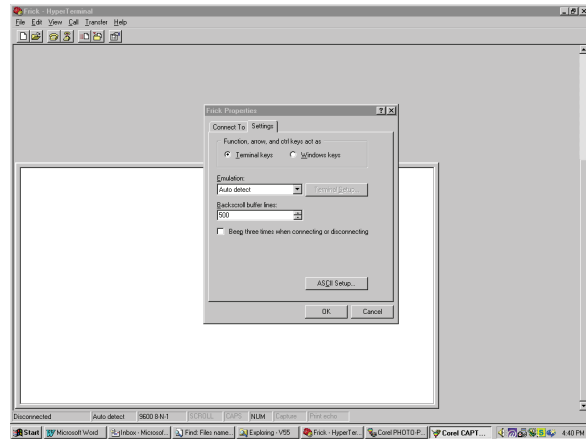 Frick - HyperTerminal
File Edit View Call Transfer Help
Frick Properties
Connect To Settings
Function, arrow, and ctrl keys act as
Terminal keys Windows keys
Emulation:
Auto detect Terminal Setup...
Backscroll buffer lines:
500
Beep three times when connecting or disconnecting
ASCII Setup...
OK Cancel
Disconnected Auto detect 9600 8-N-1 SCROLL CAPS NUM Capture Print echo
Start Microsoft Word Inbox - Microsof... Find: Files name... Exploring - V55 Frick - HyperTer... Corel PHOTO-P... Corel CAPT... 4:40 PM